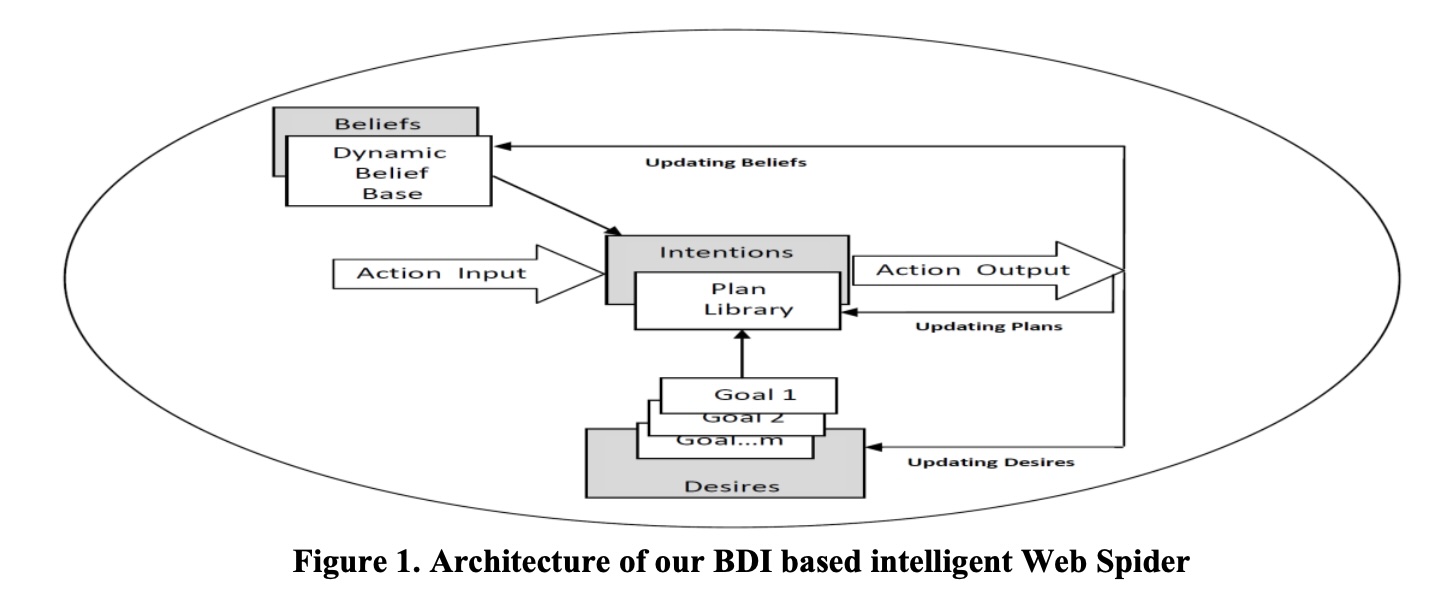 Beliefs
Dynamic
Belief
Base
Updating Beliefs
Intentions
Action Input
Plan
Library
Action Output
Updating Plans
Goal 1
Goal 2
Goal...m
Updating Desires
Desires
Figure 1. Architecture of our BDI based intelligent Web Spider